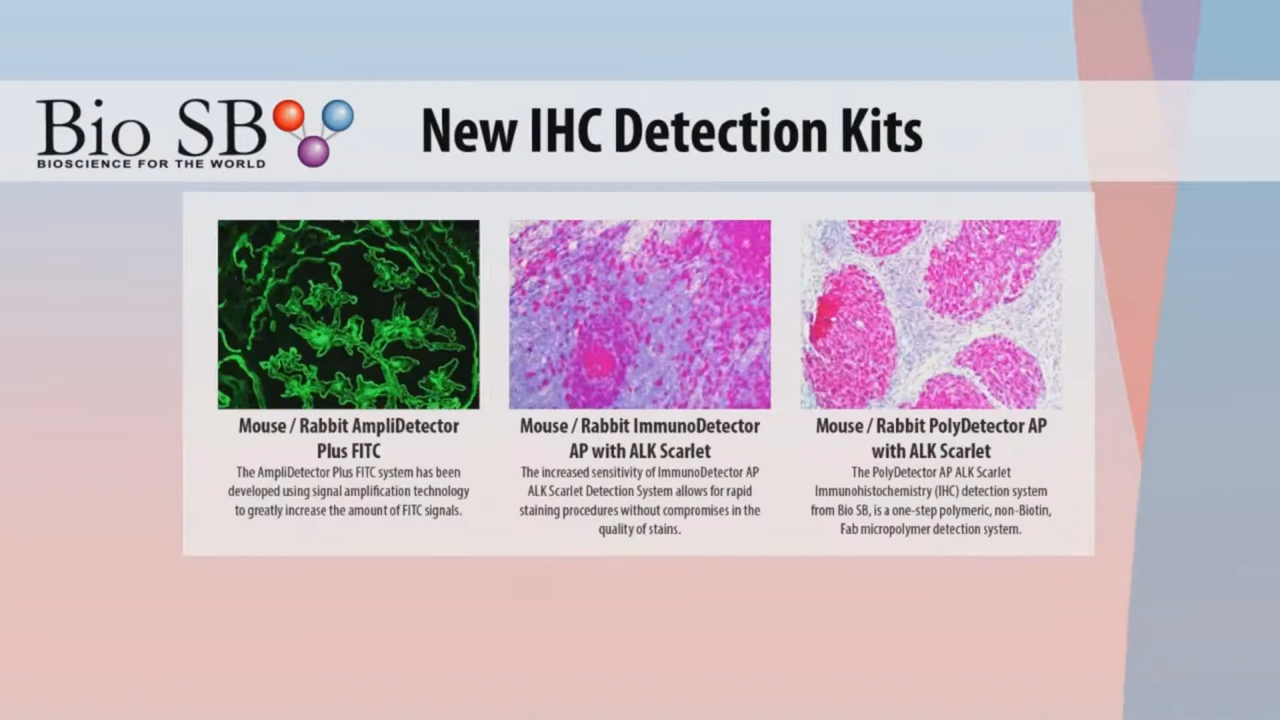 Bio SB
BIOSCIENCE FOR THE WORLD
New IHC Detection Kits
Mouse / Rabbit AmpliDetector
Plus FITC
The AmpliDetector Plus FITC system has been
developed using signal amplification technology
to greatly increase the amount of FITC signals.
Mouse / Rabbit ImmunoDetector
AP with ALK Scarlet
The increased sensitivity of ImmunoDetector AP
ALK Scarlet Detection System allows for rapid
staining procedures without compromises in the
quality of stains.
Mouse / Rabbit PolyDetector AP
with ALK Scarlet
The PolyDetector AP ALK Scarlet
Immunohistochemistry (IHC) detection system
from Bio SB, is a one-step polymeric, non-Biotin,
Fab micropolymer detection system.